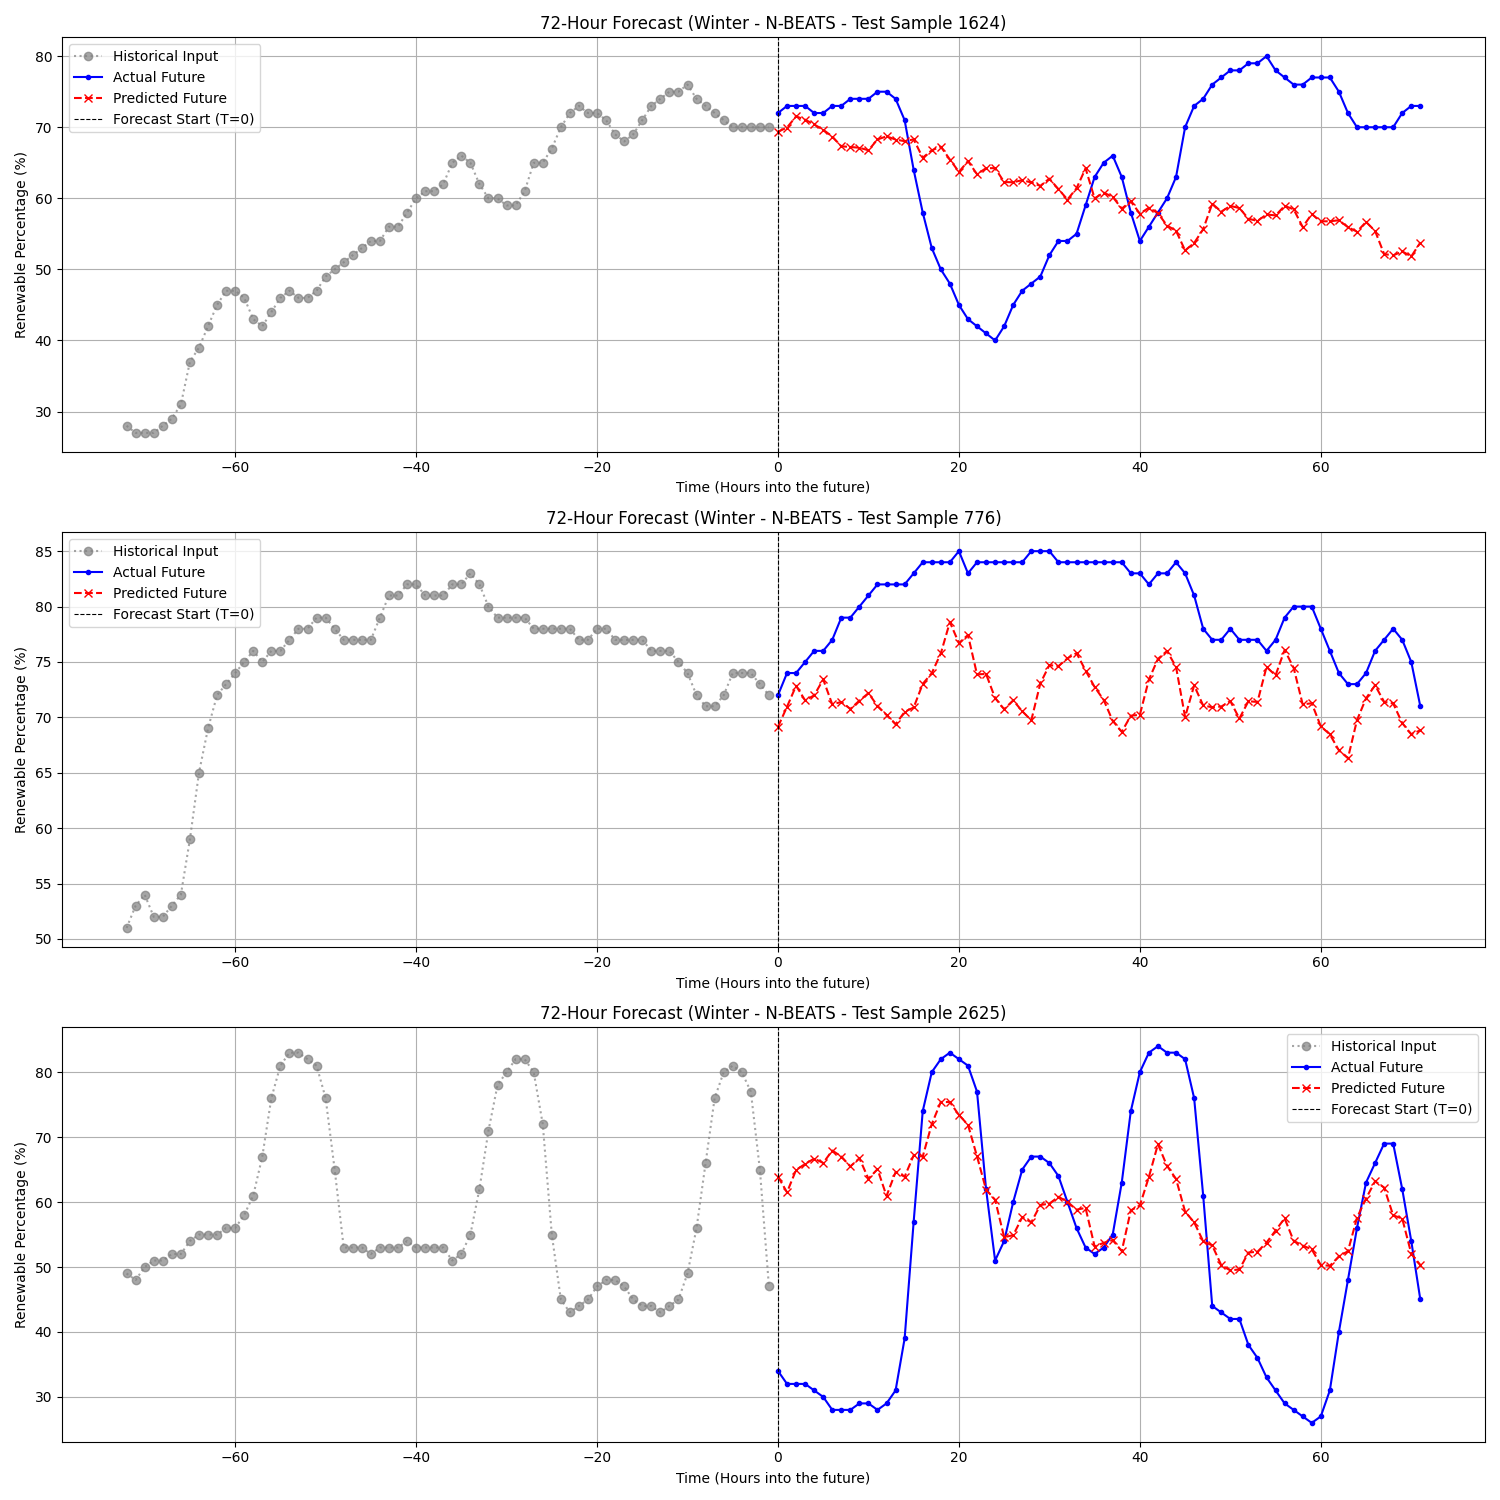 72-Hour Forecast (Winter - N-BEATS - Test Sample 1624)
Historical Input
Actual Future
Predicted Future
Forecast Start (T=0)
Renewable Percentage (%)
80
70
60
50
40
30
−60 −40 −20 0 20 40 60
Time (Hours into the future)
72-Hour Forecast (Winter - N-BEATS - Test Sample 776)
Historical Input
Actual Future
Predicted Future
Forecast Start (T=0)
Renewable Percentage (%)
85
80
75
70
65
60
55
50
−60 −40 −20 0 20 40 60
Time (Hours into the future)
72-Hour Forecast (Winter - N-BEATS - Test Sample 2625)
Historical Input
Actual Future
Predicted Future
Forecast Start (T=0)
Renewable Percentage (%)
80
70
60
50
40
30
−60 −40 −20 0 20 40 60
Time (Hours into the future)